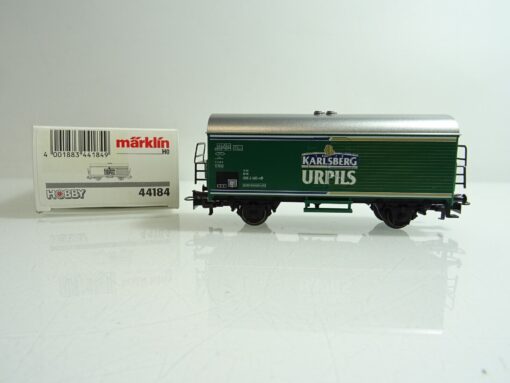 märklin
H0
4 001883 441849
HOBBY
44184
KARLSBERG
URPILS